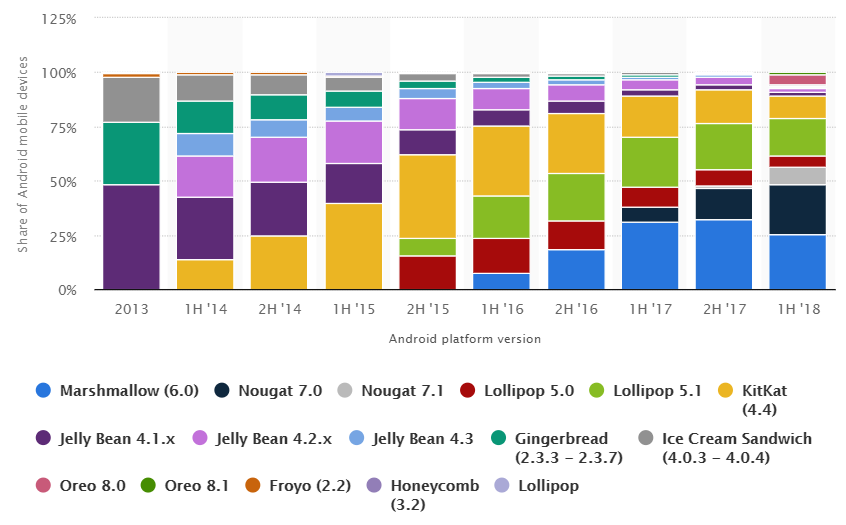 125%
100%
75%
50%
25%
0%
Share of Android mobile devices
2013 1H '14 2H '14 1H '15 2H '15 1H '16 2H '16 1H '17 2H '17 1H '18
Android platform version
Marshmallow (6.0) Nougat 7.0 Nougat 7.1 Lollipop 5.0 Lollipop 5.1 KitKat
(4.4)
Jelly Bean 4.1.x Jelly Bean 4.2.x Jelly Bean 4.3 Gingerbread Ice Cream Sandwich
(2.3.3 – 2.3.7) (4.0.3 – 4.0.4)
Oreo 8.0 Oreo 8.1 Froyo (2.2) Honeycomb Lollipop
(3.2)